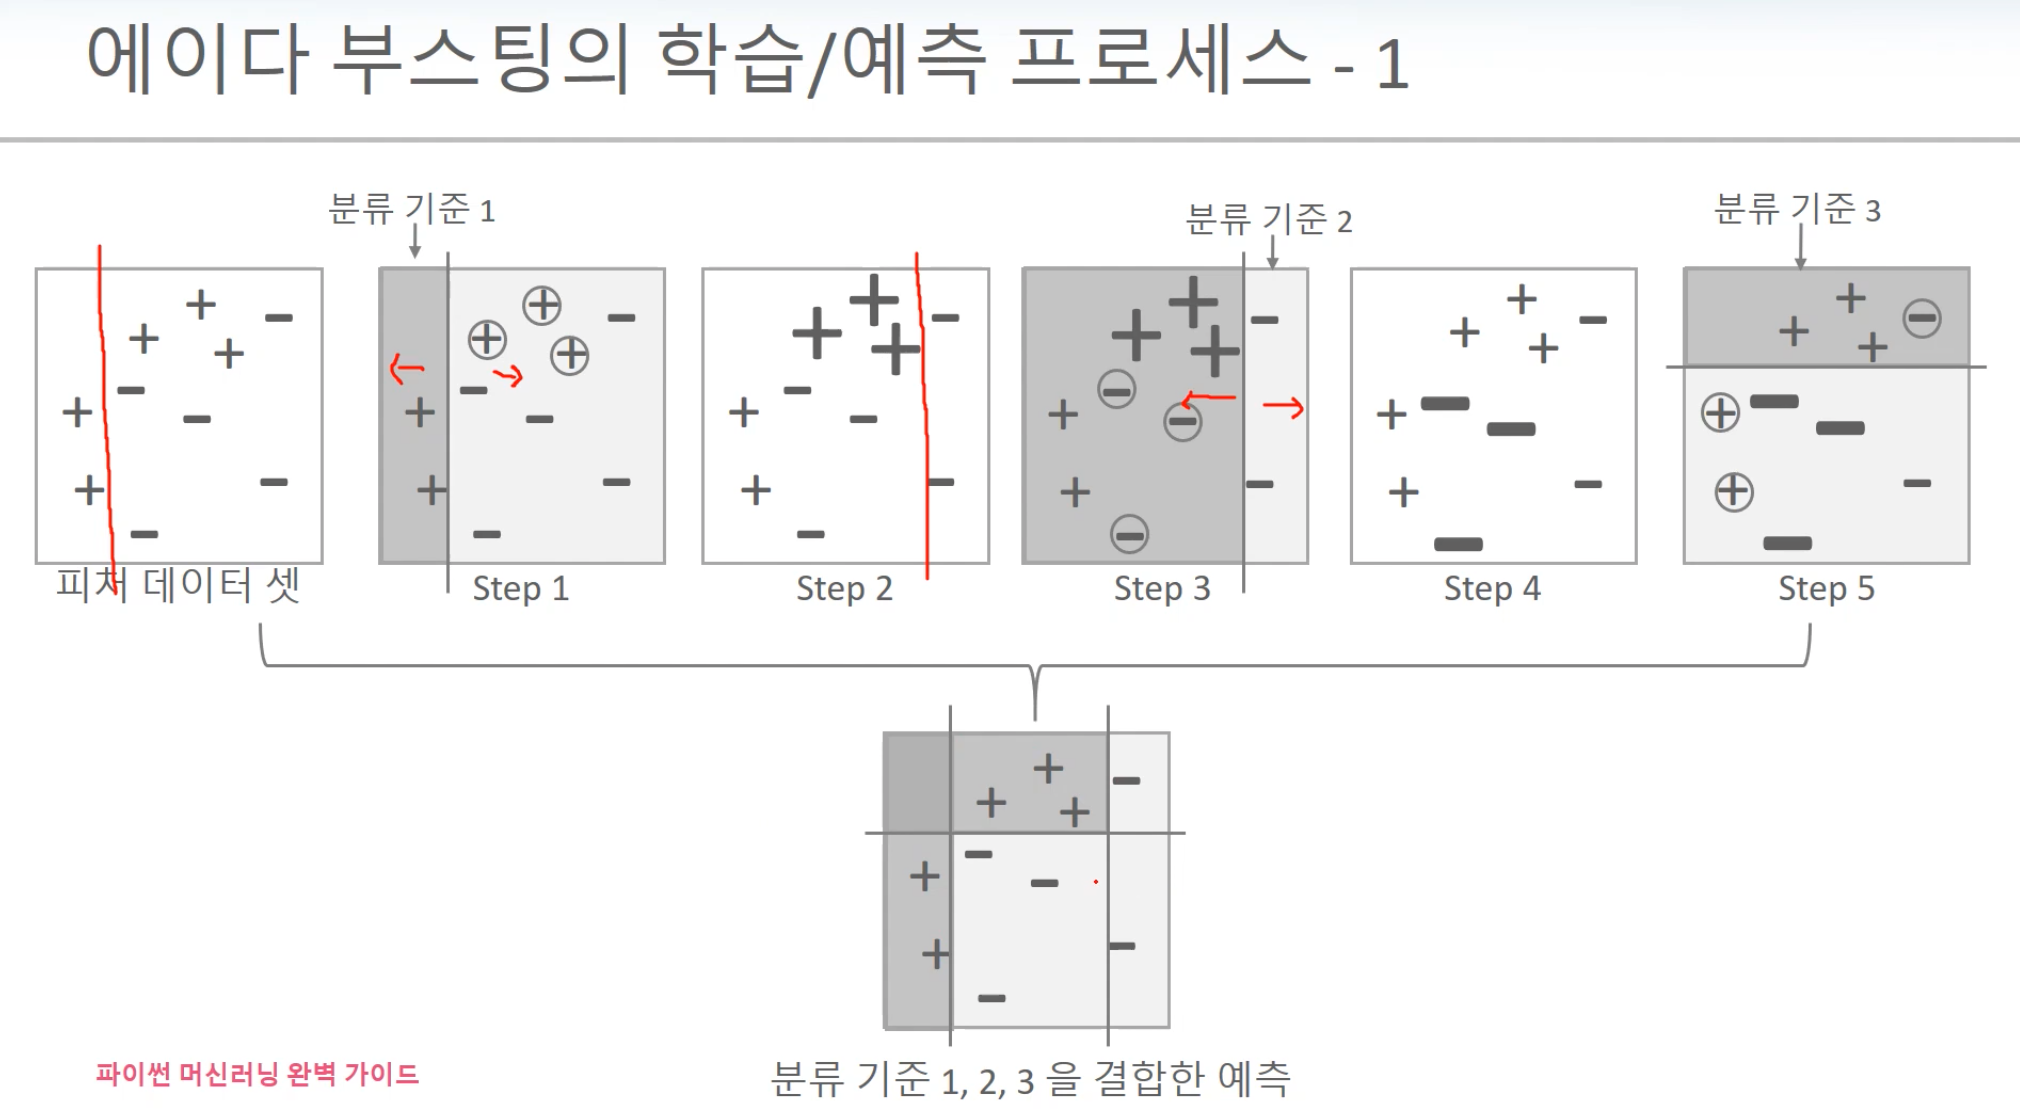 에이다 부스팅의 학습/예측 프로세스 - 1
분류 기준 1
분류 기준 2
분류 기준 3
피처 데이터 셋
Step 1
Step 2
Step 3
Step 4
Step 5
분류 기준 1, 2, 3 을 결합한 예측
파이썬 머신러닝 완벽 가이드